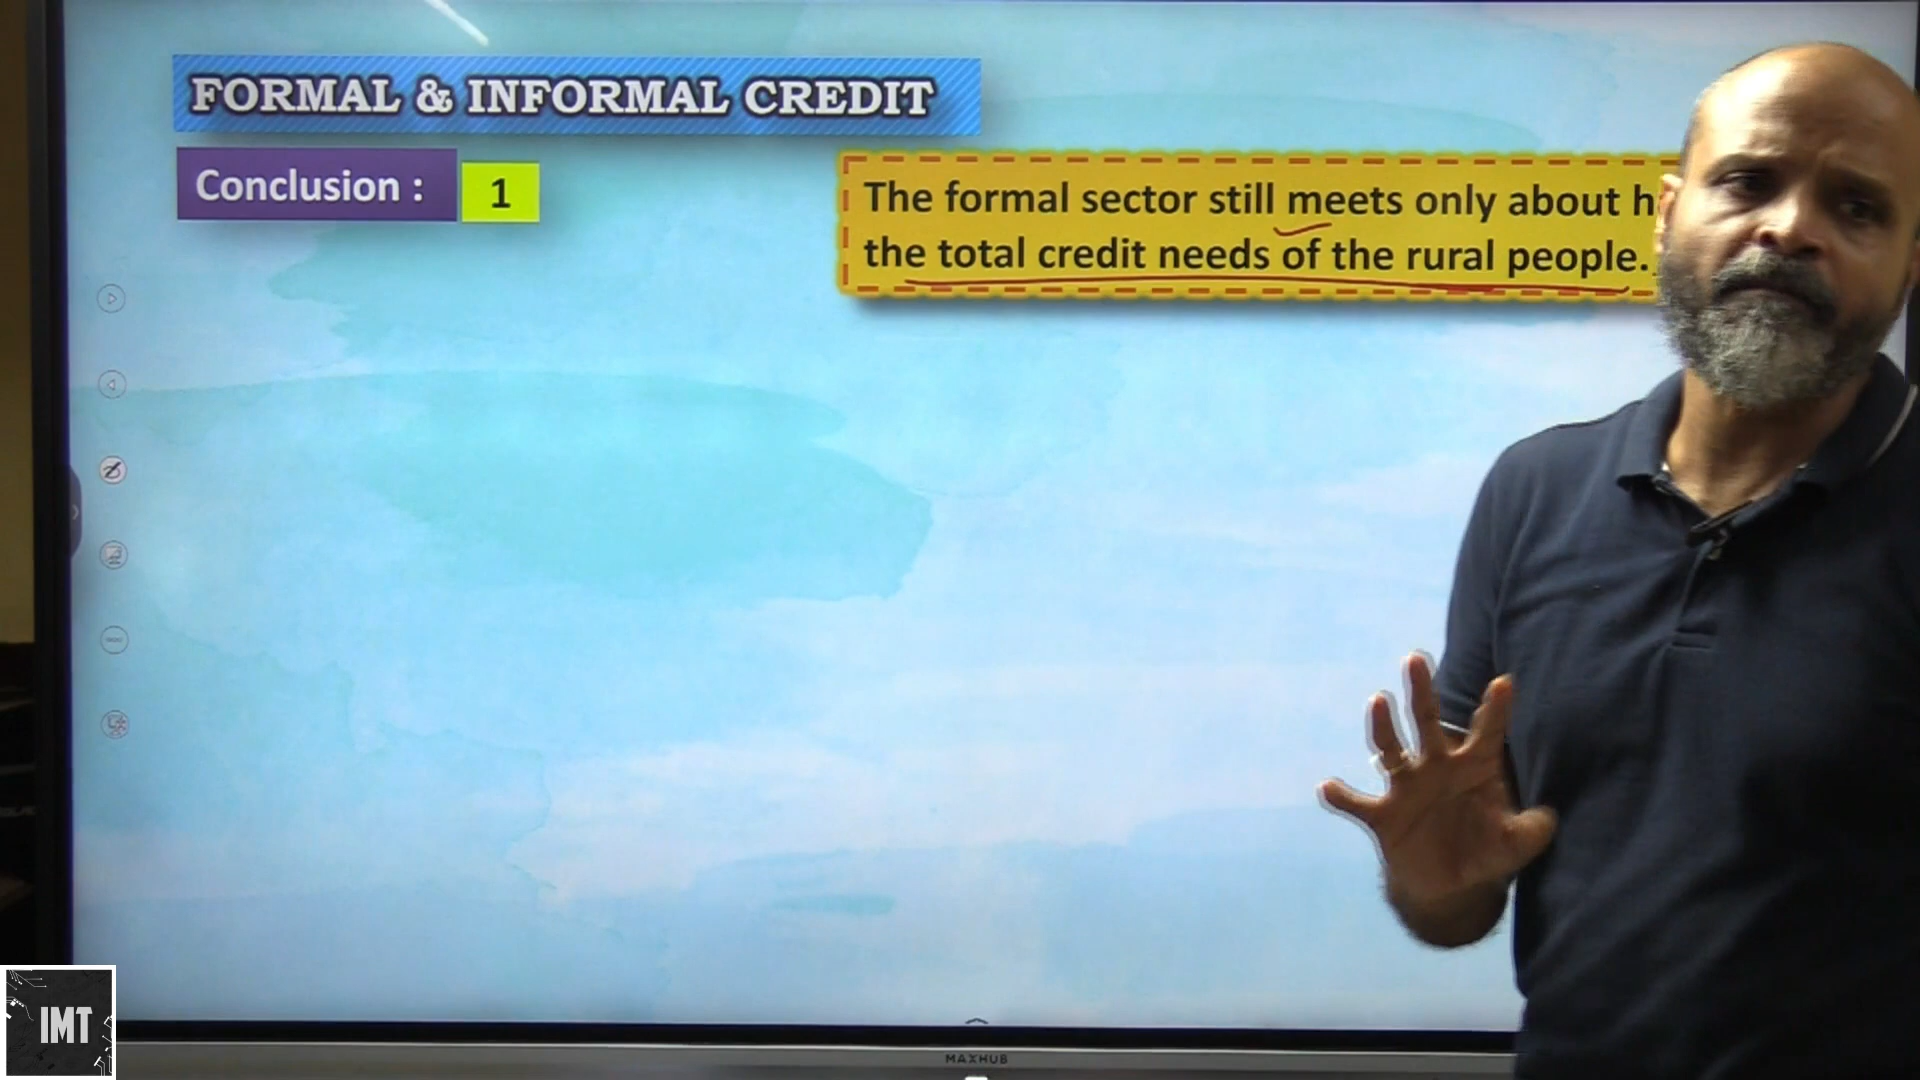 FORMAL & INFORMAL CREDIT
Conclusion :
1
The formal sector still meets only about
the total credit needs of the rural people.
IMT
MAXHUB